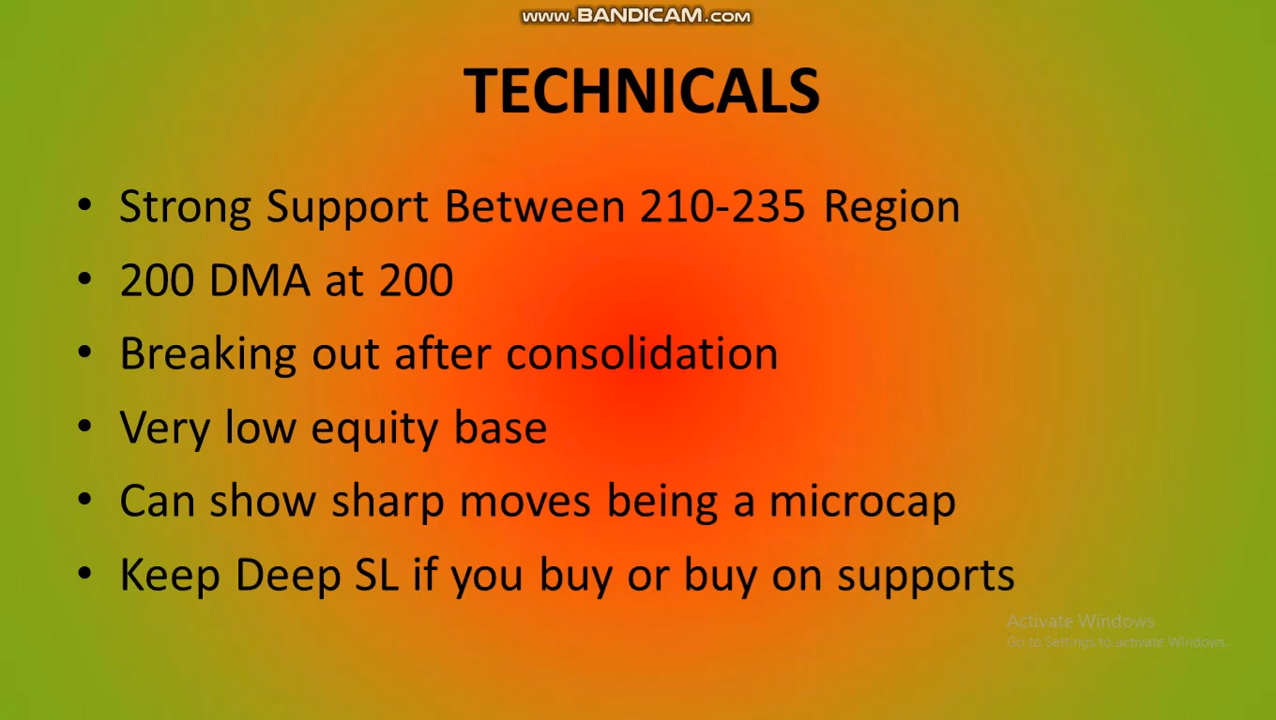 www.BANDICAM.com
TECHNICALS
• Strong Support Between 210-235 Region
• 200 DMA at 200
• Breaking out after consolidation
• Very low equity base
• Can show sharp moves being a microcap
• Keep Deep SL if you buy or buy on supports
Activate Windows
Go to Settings to activate Windows.